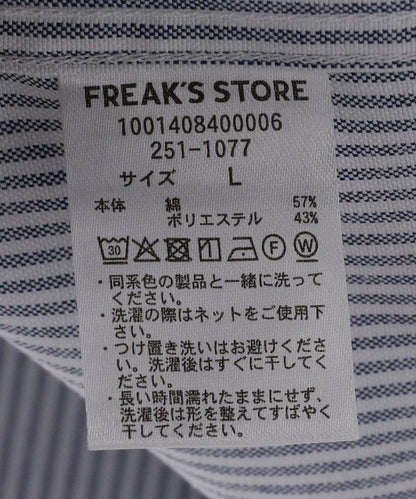 FREAK'S STORE
1001408400006
251-1077
サイズ L
本体 綿 57%
ポリエステル 43%
30 F W
・同系色の製品と一緒に洗って
ください。
・洗濯の際はネットをご使用下
さい。
・つけ置き洗いはお避けくださ
い。洗濯後はすぐに干してく
ださい。
・長い時間濡れたままにせず、
洗濯後は形を整えてすばやく
干してください。